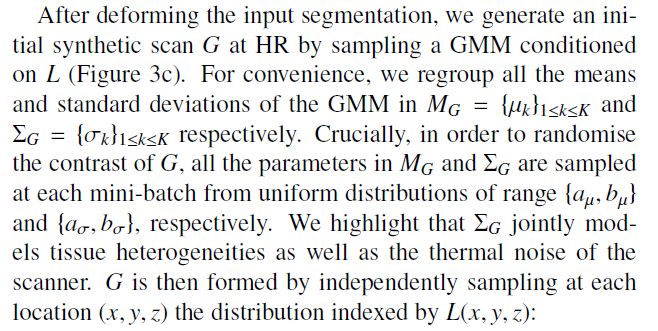 After deforming the input segmentation, we generate an ini-
tial synthetic scan G at HR by sampling a GMM conditioned
on L (Figure 3c). For convenience, we regroup all the means
and standard deviations of the GMM in M_G = {μ_k}_{1≤k≤K} and
Σ_G = {σ_k}_{1≤k≤K} respectively. Crucially, in order to randomise
the contrast of G, all the parameters in M_G and Σ_G are sampled
at each mini-batch from uniform distributions of range {a_μ, b_μ}
and {a_σ, b_σ}, respectively. We highlight that Σ_G jointly mod-
els tissue heterogeneities as well as the thermal noise of the
scanner. G is then formed by independently sampling at each
location (x, y, z) the distribution indexed by L(x, y, z):